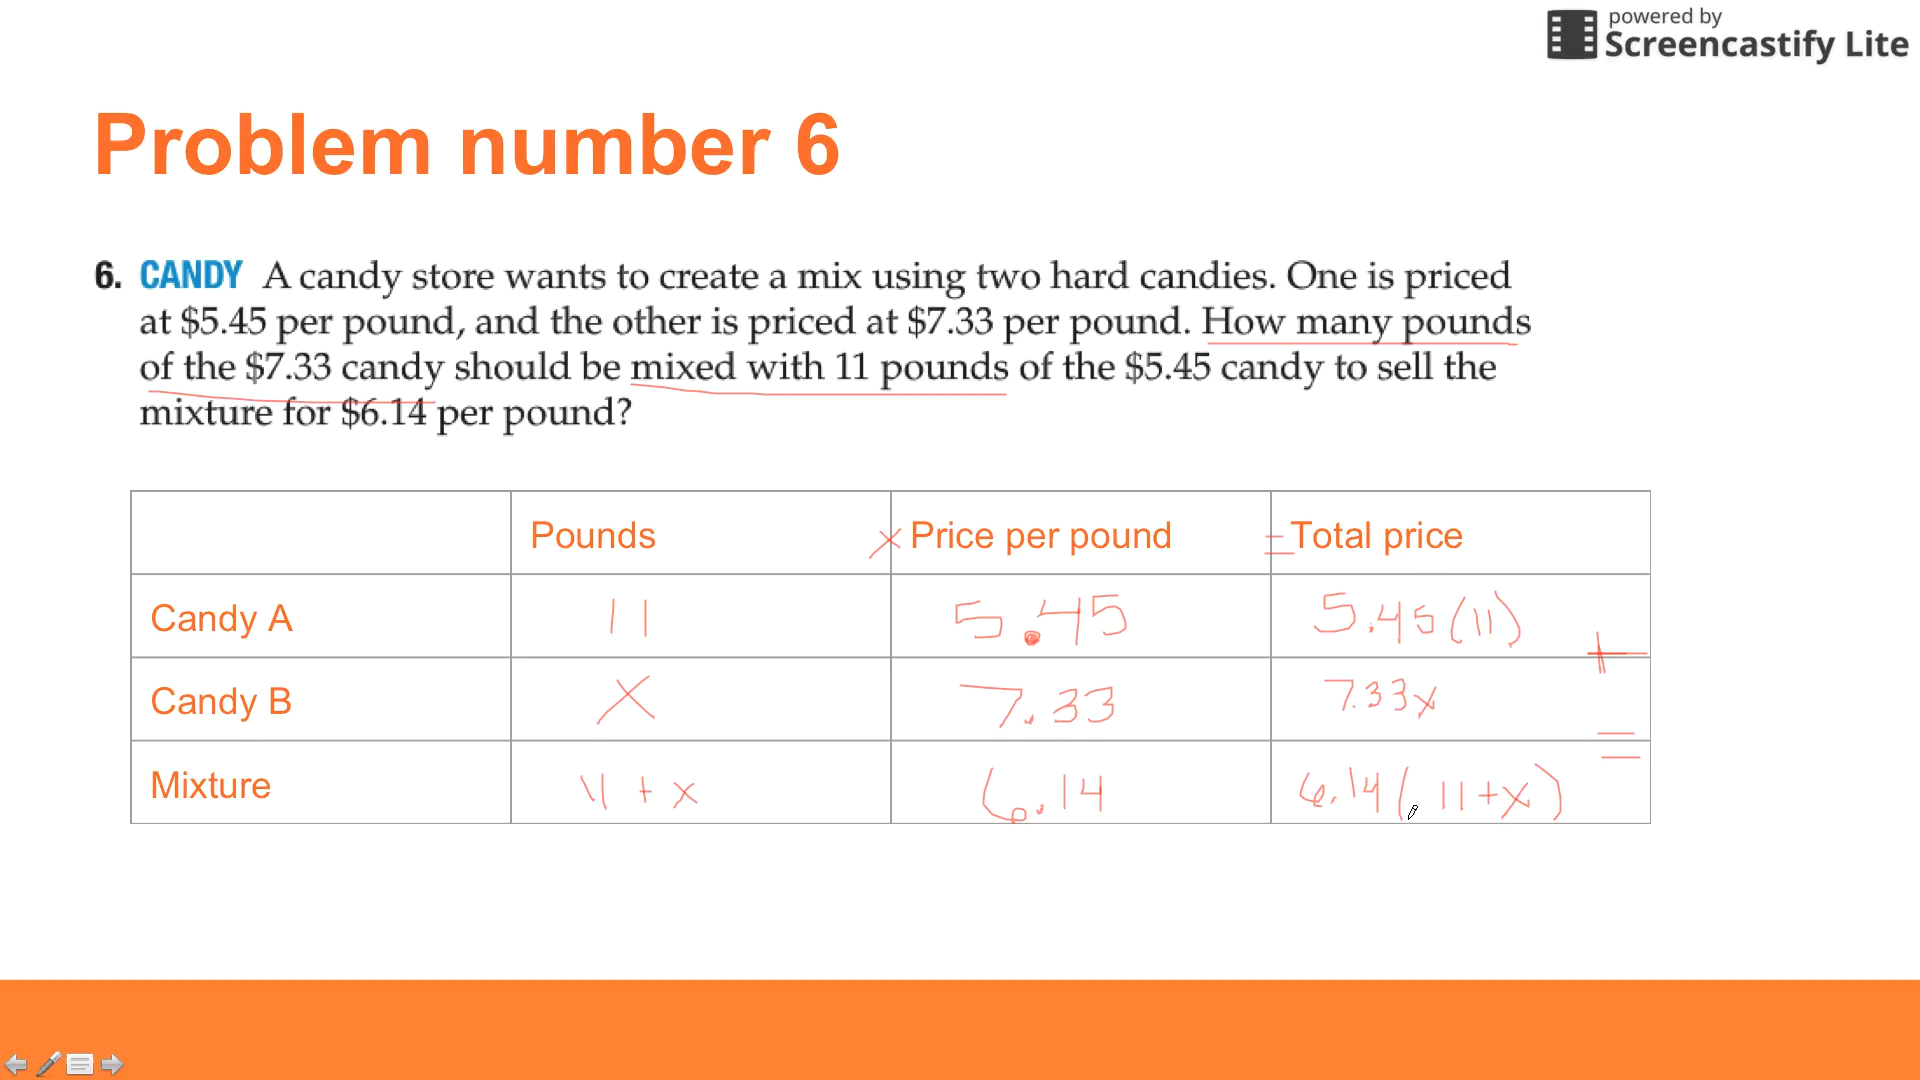 powered by
Screencastify Lite
Problem number 6
6. CANDY A candy store wants to create a mix using two hard candies. One is priced
at $5.45 per pound, and the other is priced at $7.33 per pound. How many pounds
of the $7.33 candy should be mixed with 11 pounds of the $5.45 candy to sell the
mixture for $6.14 per pound?
Pounds × Price per pound = Total price
Candy A 11 5.45 5.45(11)
+
Candy B x 7.33 7.33x
=
Mixture 11 + x 6.14 6.14(11+x)